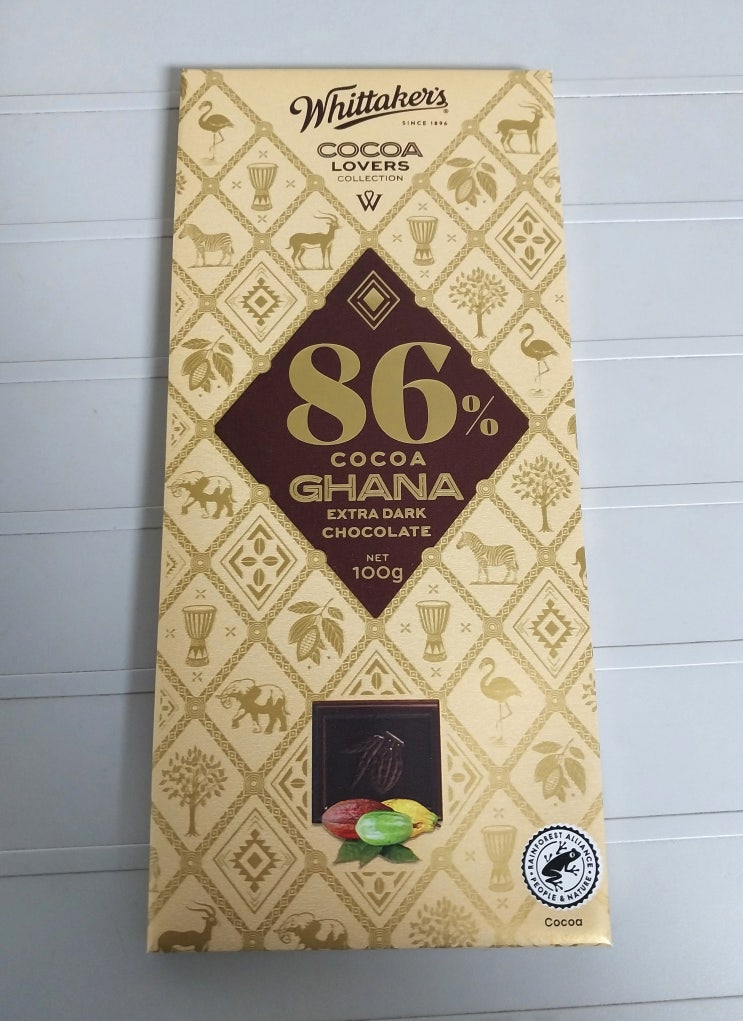 Whittaker's
SINCE 1896
COCOA
LOVERS
COLLECTION
W
86%
COCOA
GHANA
EXTRA DARK
CHOCOLATE
NET
100g
RAINFOREST ALLIANCE
PEOPLE & NATURE
Cocoa